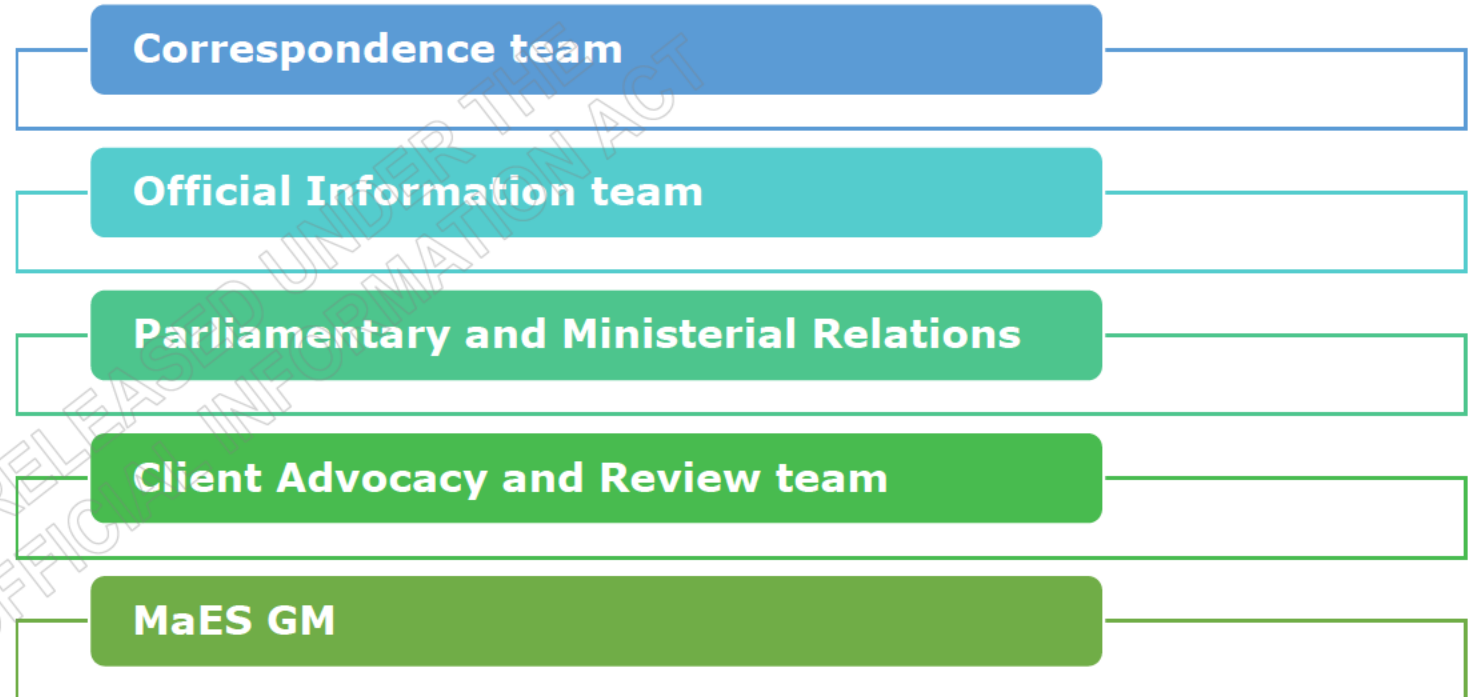 Correspondence team
Official Information team
Parliamentary and Ministerial Relations
Client Advocacy and Review team
MaES GM
RELEASED UNDER THE
OFFICIAL INFORMATION ACT